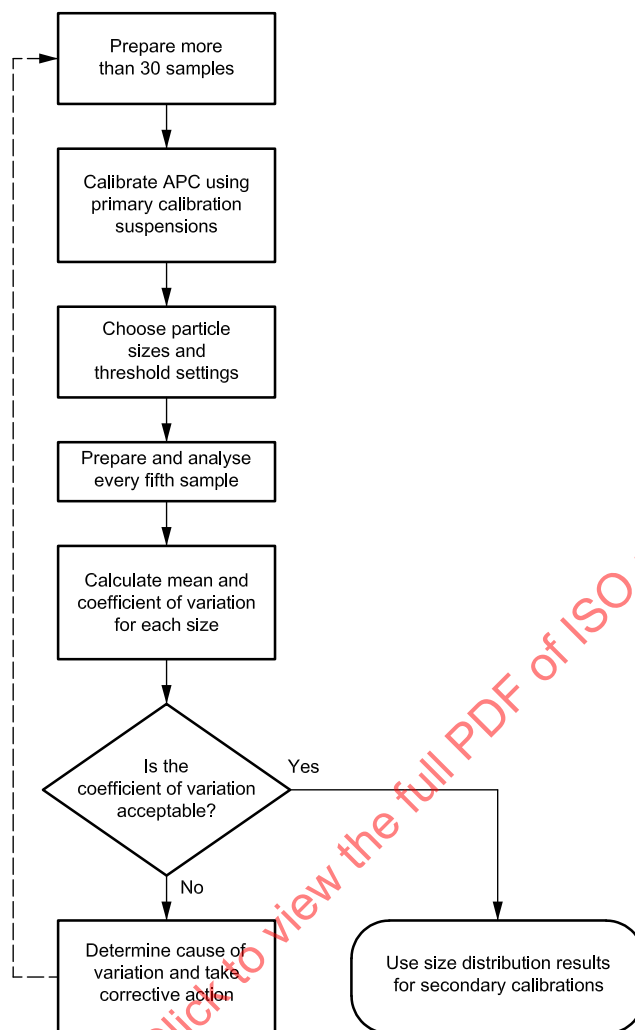 Prepare more
than 30 samples
Calibrate APC using
primary calibration
suspensions
Choose particle
sizes and
threshold settings
Prepare and analyse
every fifth sample
Calculate mean and
coefficient of variation
for each size
Is the
coefficient of variation
acceptable?
Yes
No
Determine cause of
variation and take
corrective action
Use size distribution results
for secondary calibrations
to view the full PDF of ISO